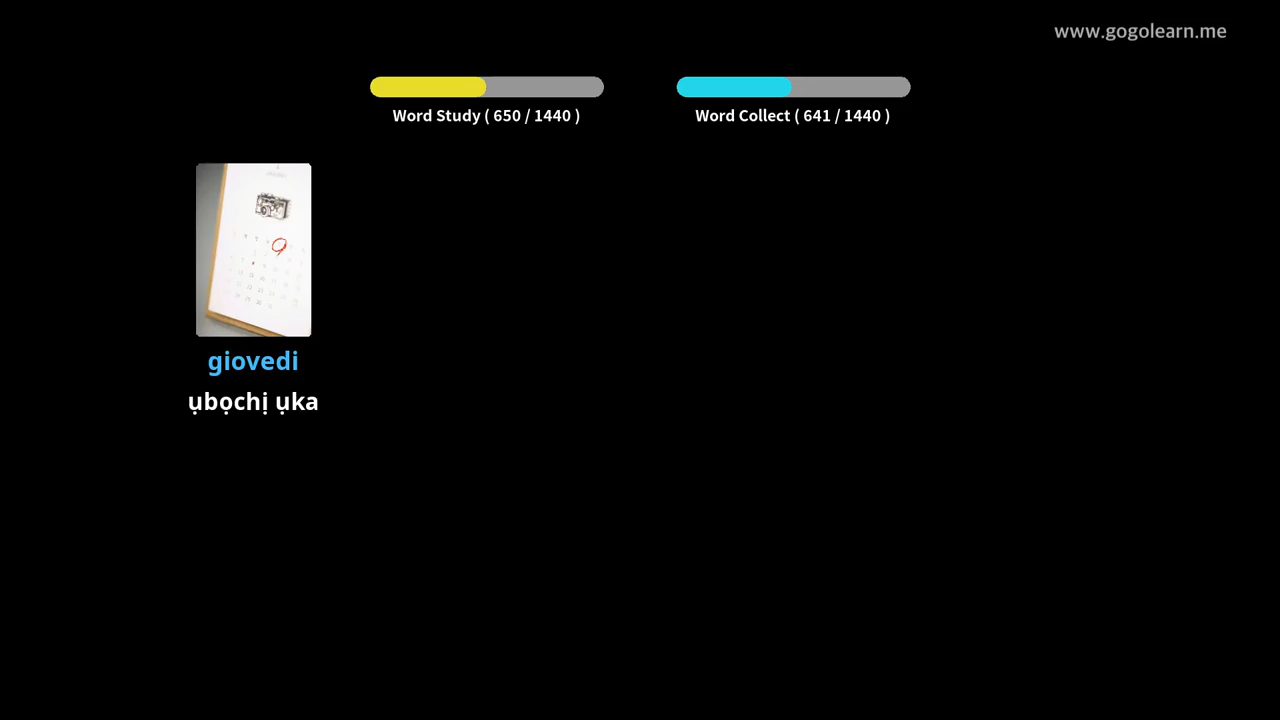 www.gogolearn.me
Word Study ( 650 / 1440 )
Word Collect ( 641 / 1440 )
giovedi
ụbọchị ụka